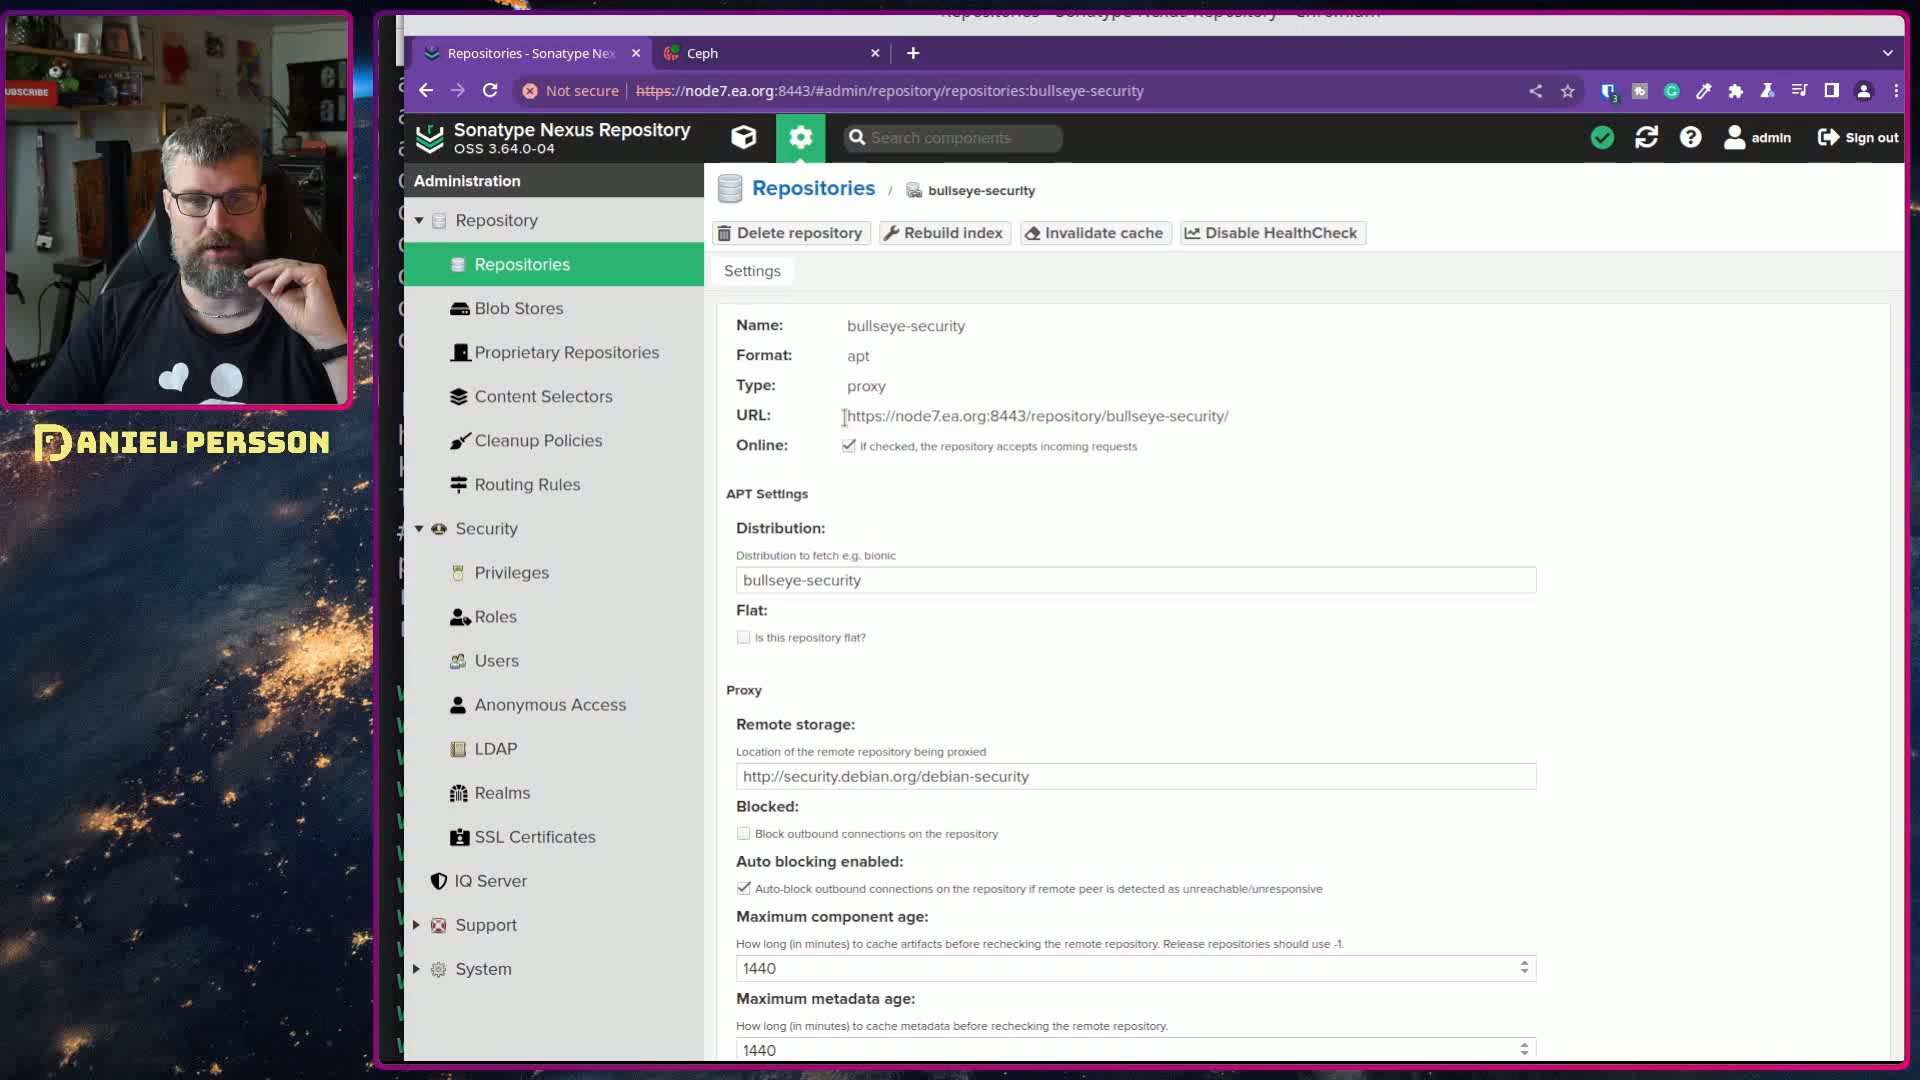 SUBSCRIBE
DANIEL PERSSON
Repositories - Sonatype Nex
Ceph
Not secure
https://node7.ea.org:8443/#admin/repository/repositories:bullseye-security
3
Sonatype Nexus Repository
OSS 3.64.0-04
Search components
admin
Sign out
Administration
Repository
Repositories
Blob Stores
Proprietary Repositories
Content Selectors
Cleanup Policies
Routing Rules
Security
Privileges
Roles
Users
Anonymous Access
LDAP
Realms
SSL Certificates
IQ Server
Support
System
Repositories / bullseye-security
Delete repository
Rebuild index
Invalidate cache
Disable HealthCheck
Settings
Name: bullseye-security
Format: apt
Type: proxy
URL: https://node7.ea.org:8443/repository/bullseye-security/
Online: If checked, the repository accepts incoming requests
APT Settings
Distribution:
Distribution to fetch e.g. bionic
bullseye-security
Flat:
Is this repository flat?
Proxy
Remote storage:
Location of the remote repository being proxied
http://security.debian.org/debian-security
Blocked:
Block outbound connections on the repository
Auto blocking enabled:
Auto-block outbound connections on the repository if remote peer is detected as unreachable/unresponsive
Maximum component age:
How long (in minutes) to cache artifacts before rechecking the remote repository. Release repositories should use -1.
1440
Maximum metadata age:
How long (in minutes) to cache metadata before rechecking the remote repository.
1440